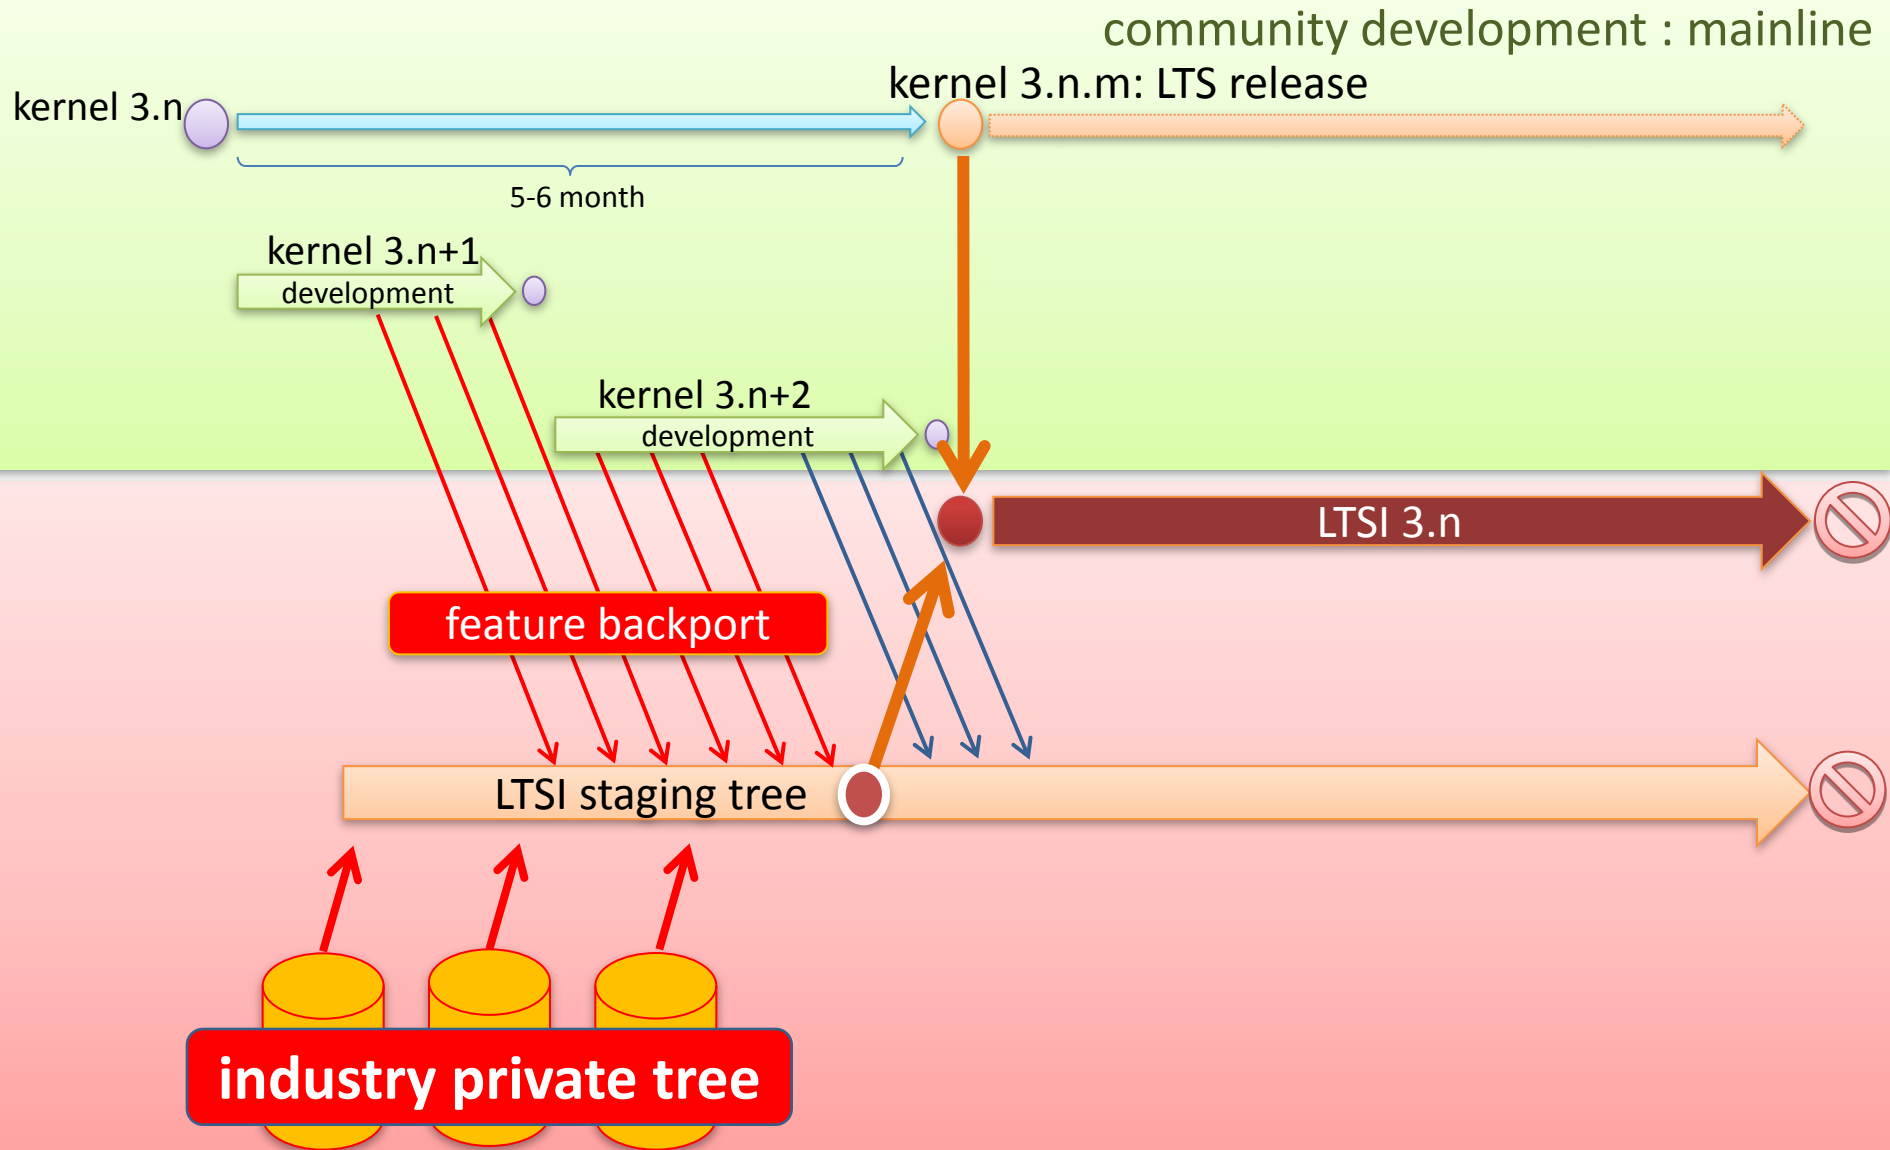 community development : mainline
kernel 3.n.m: LTS release
kernel 3.n
5-6 month
kernel 3.n+1
development
kernel 3.n+2
development
LTSI 3.n
feature backport
LTSI staging tree
industry private tree